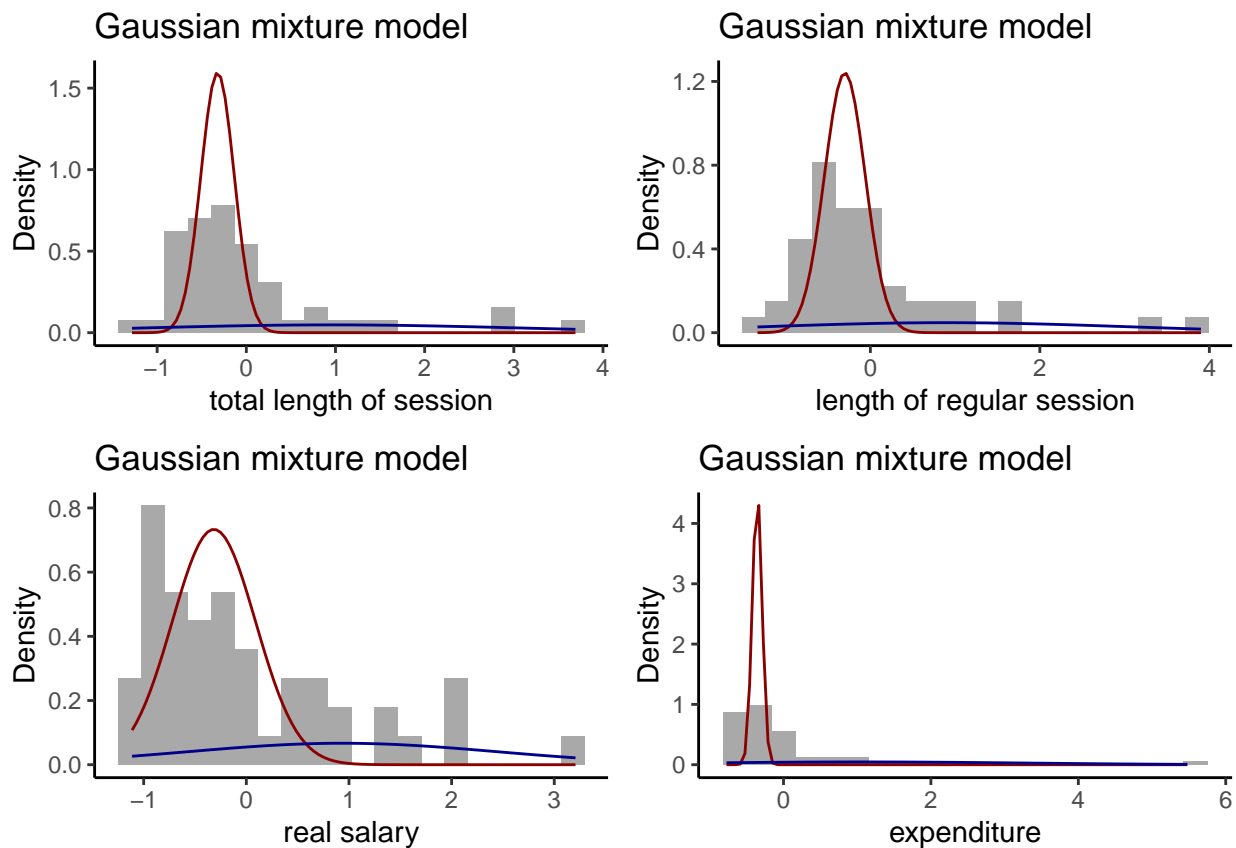 Gaussian mixture model
Density
1.5
1.0
0.5
0.0
−1 0 1 2 3 4
total length of session
Gaussian mixture model
Density
1.2
0.8
0.4
0.0
0 2 4
length of regular session
Gaussian mixture model
Density
0.8
0.6
0.4
0.2
0.0
−1 0 1 2 3
real salary
Gaussian mixture model
Density
4
3
2
1
0
0 2 4 6
expenditure